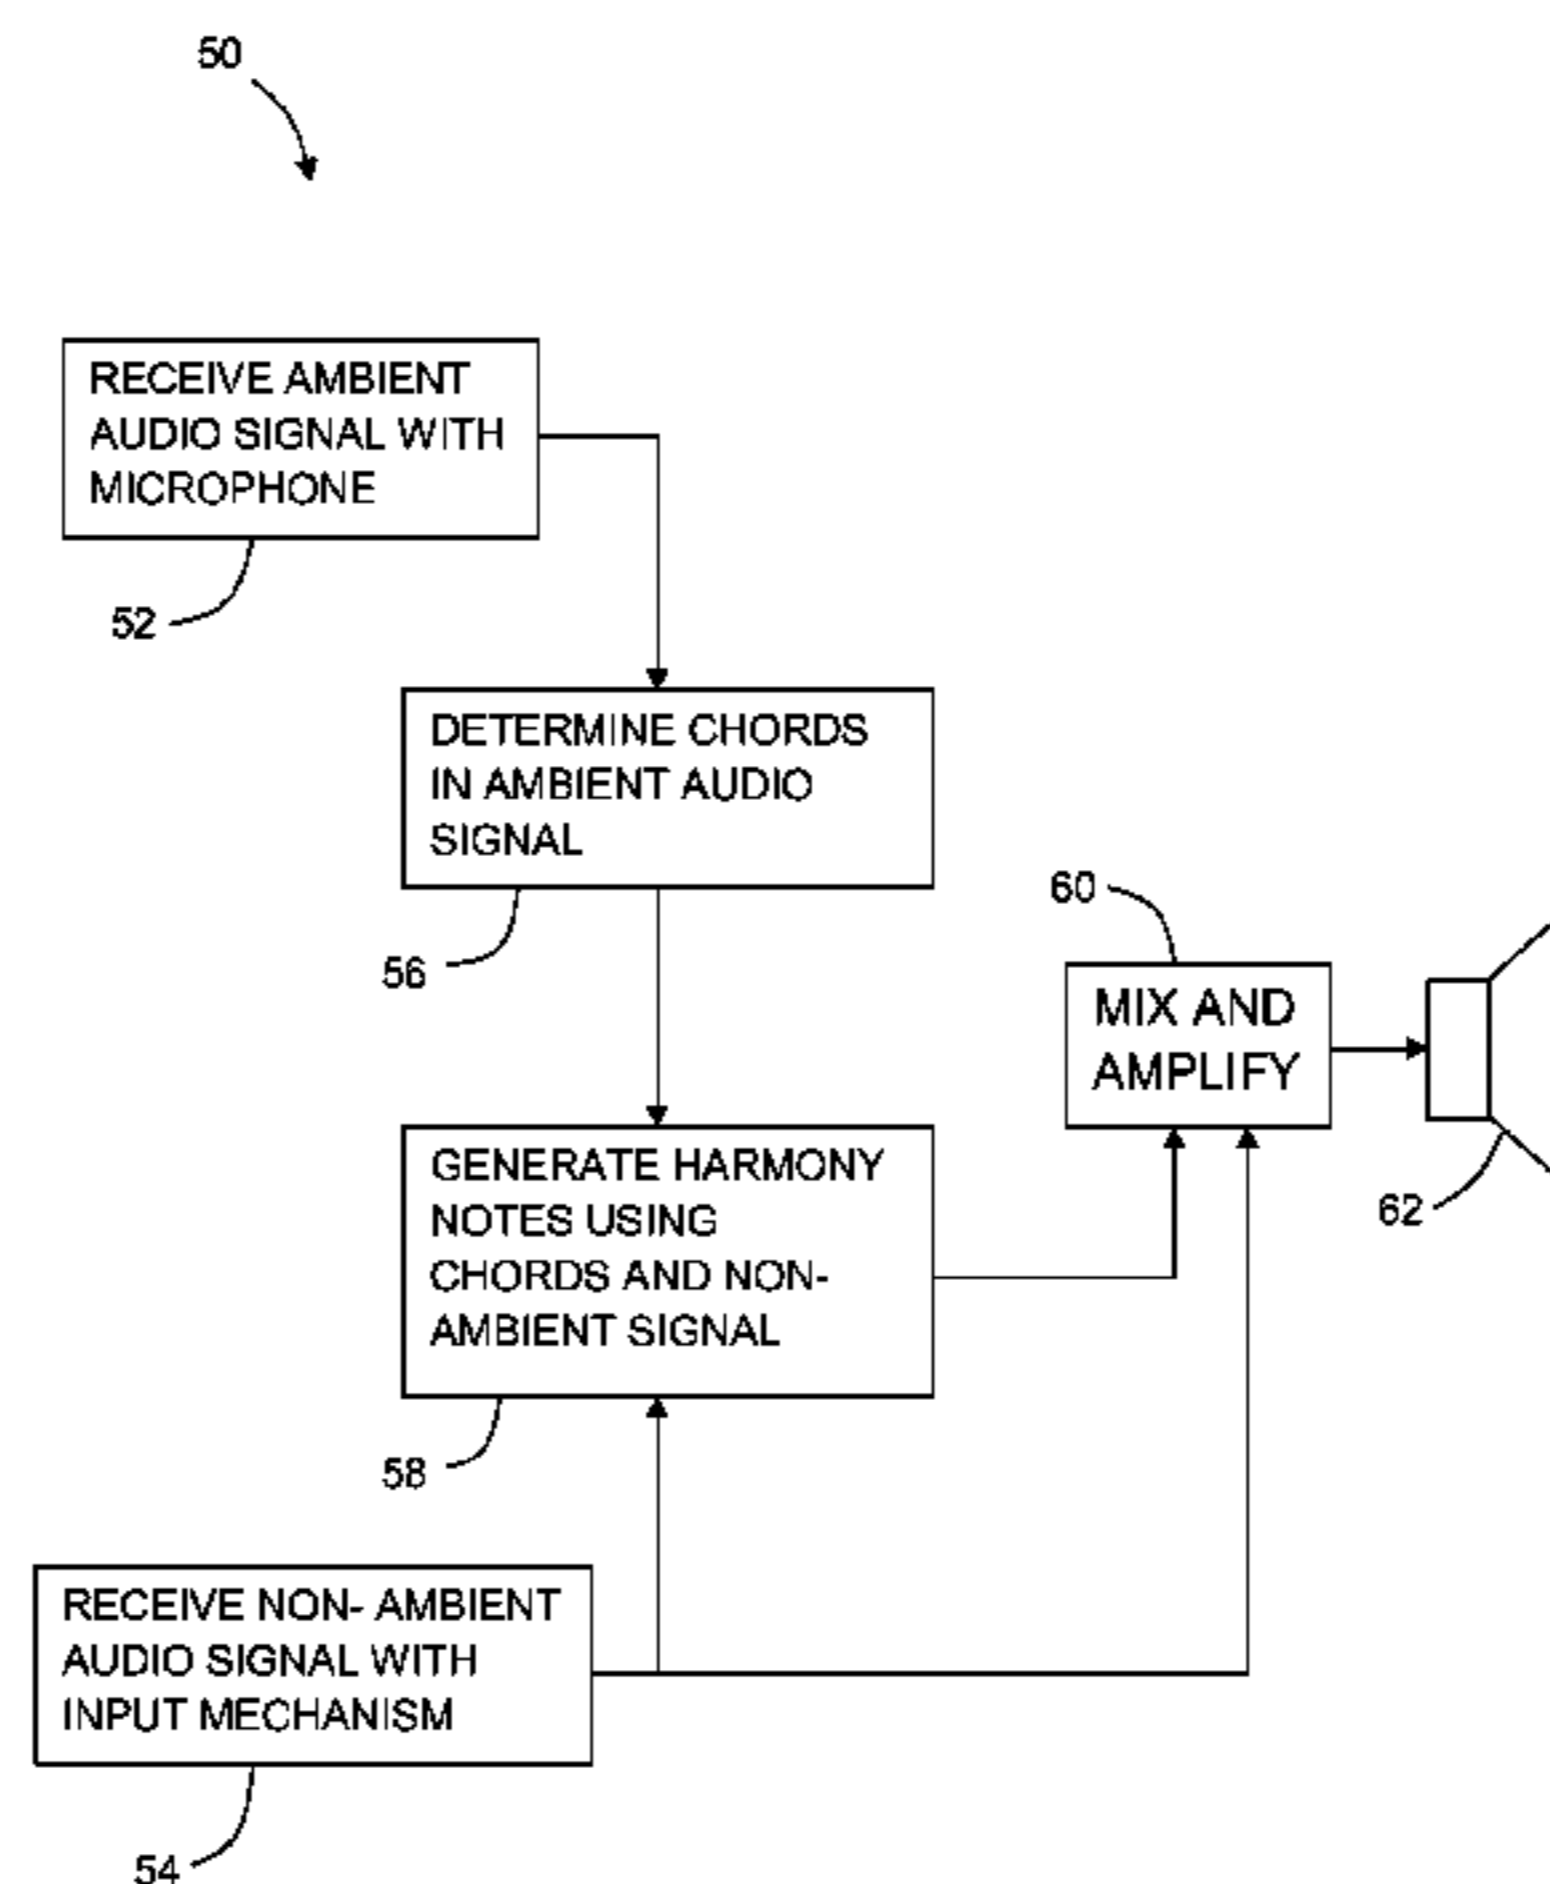 50
RECEIVE AMBIENT
AUDIO SIGNAL WITH
MICROPHONE
52
DETERMINE CHORDS
IN AMBIENT AUDIO
SIGNAL
56
60
MIX AND
AMPLIFY
62
GENERATE HARMONY
NOTES USING
CHORDS AND NON-
AMBIENT SIGNAL
58
RECEIVE NON- AMBIENT
AUDIO SIGNAL WITH
INPUT MECHANISM
54